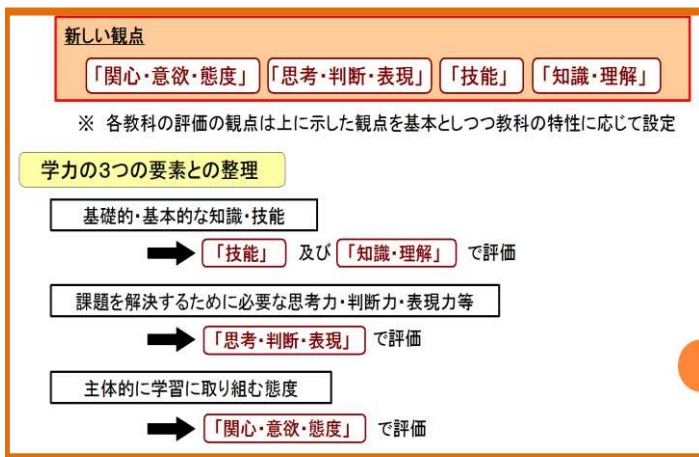 新しい観点
「関心・意欲・態度」「思考・判断・表現」「技能」「知識・理解」
※ 各教科の評価の観点は上に示した観点を基本としつつ教科の特性に応じて設定
学力の3つの要素との整理
基礎的・基本的な知識・技能
「技能」 及び 「知識・理解」 で評価
課題を解決するために必要な思考力・判断力・表現力等
「思考・判断・表現」 で評価
主体的に学習に取り組む態度
「関心・意欲・態度」 で評価